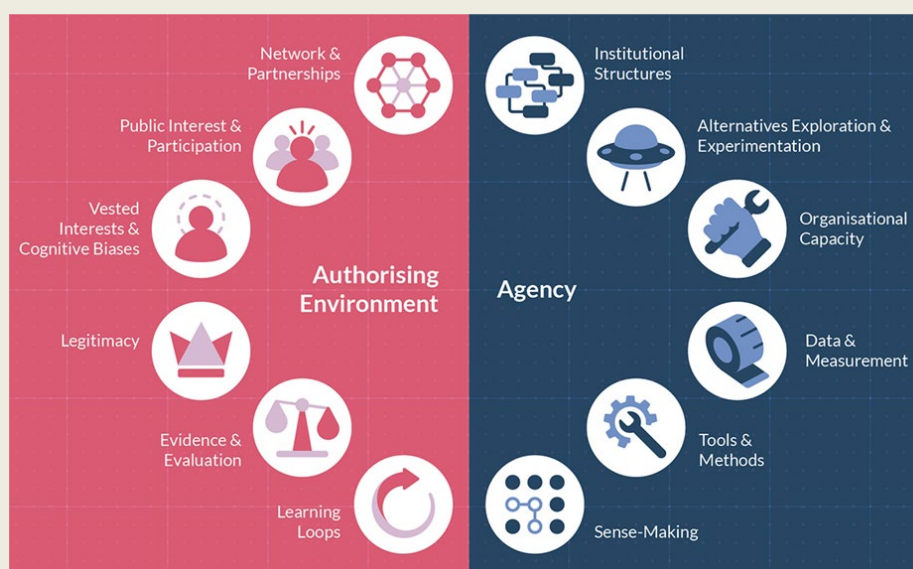 Network &
Partnerships
Public Interest &
Participation
Vested
Interests &
Cognitive Biases
Authorising
Environment
Legitimacy
Evidence &
Evaluation
Learning
Loops
Institutional
Structures
Alternatives Exploration &
Experimentation
Organisational
Capacity
Agency
Data &
Measurement
Tools &
Methods
Sense-Making